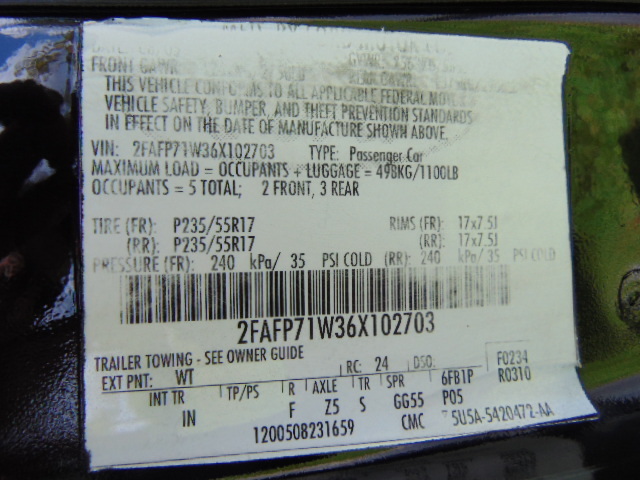 FRONT GAWR
THIS VEHICLE CONFORMS TO ALL APPLICABLE FEDERAL MOTOR
VEHICLE SAFETY, BUMPER, AND THEFT PREVENTION STANDARDS
IN EFFECT ON THE DATE OF MANUFACTURE SHOWN ABOVE.
VIN: 2FAFP71W36X102703 TYPE: Passenger Car
MAXIMUM LOAD = OCCUPANTS + LUGGAGE = 498KG/1100LB
OCCUPANTS = 5 TOTAL; 2 FRONT, 3 REAR
TIRE (FR): P235/55R17 RIMS (FR): 17x7.5J
(RR): P235/55R17 (RR): 17x7.5J
PRESSURE (FR): 240 kPa/ 35 PSI COLD (RR): 240 kPa/ 35 PSI COLD
2FAFP71W36X102703
TRAILER TOWING - SEE OWNER GUIDE
EXT PNT: WT RC: 24 DSO: F0234
INT TR TP/PS R AXLE TR SPR 6FB1P R0310
IN F Z5 S GG55 P05
1200508231659 CMC 5U5A-5420472-AA